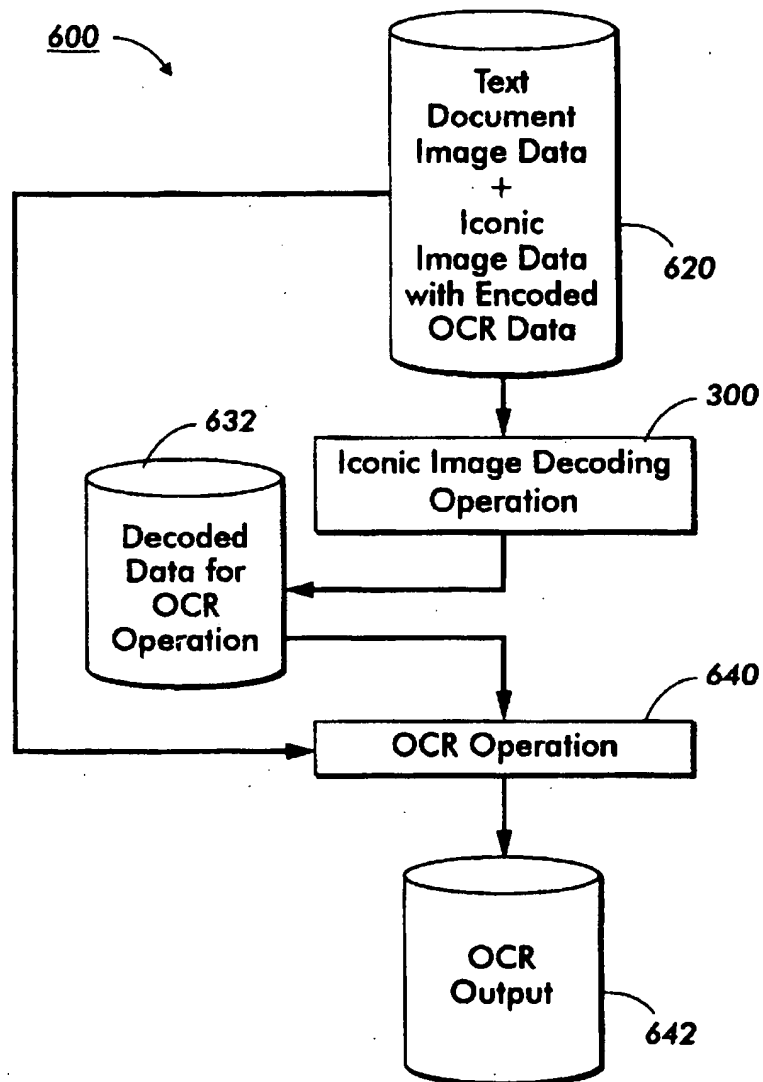 600
Text
Document
Image Data
+
Iconic
Image Data
with Encoded
OCR Data
620
300
Iconic Image Decoding
Operation
632
Decoded
Data for
OCR
Operation
640
OCR Operation
OCR
Output
642